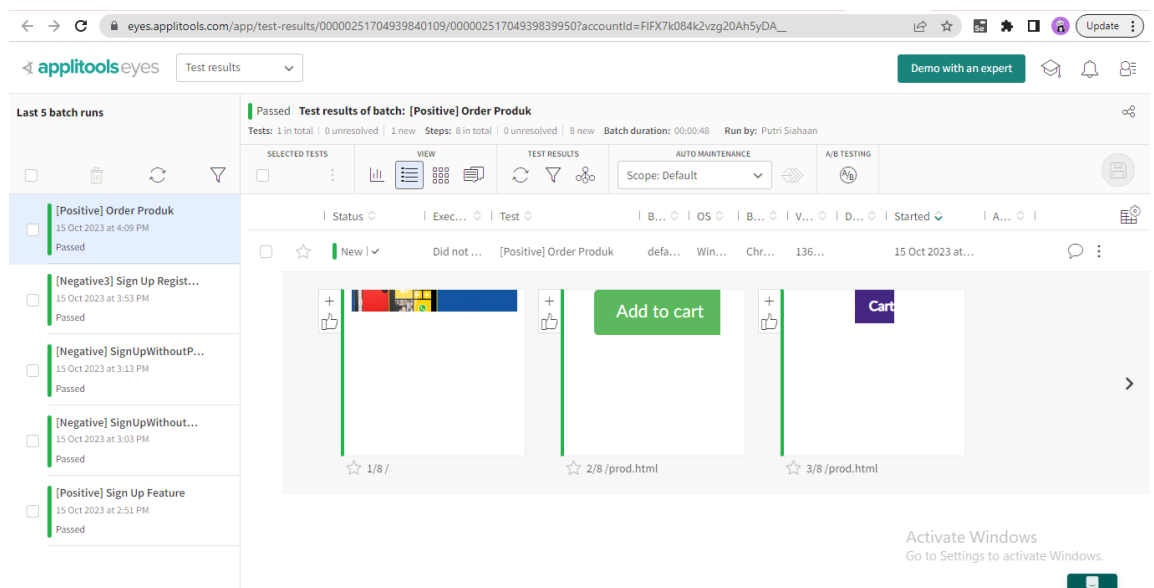 eyes.applitools.com/app/test-results/00000251704939840109/00000251704939839950?accountId=FIFX7k084k2vzg20Ah5yDA__
Update
applitools eyes
Test results
Demo with an expert
Last 5 batch runs
Passed Test results of batch: [Positive] Order Produk
Tests: 1 in total | 0 unresolved | 1 new Steps: 8 in total | 0 unresolved | 8 new Batch duration: 00:00:48 Run by: Putri Siahaan
SELECTED TESTS
VIEW
TEST RESULTS
AUTO MAINTENANCE
A/B TESTING
Scope: Default
A/B
[Positive] Order Produk
15 Oct 2023 at 4:09 PM
Passed
[Negative3] Sign Up Regist...
15 Oct 2023 at 3:53 PM
Passed
[Negative] SignUpWithoutP...
15 Oct 2023 at 3:13 PM
Passed
[Negative] SignUpWithout...
15 Oct 2023 at 3:03 PM
Passed
[Positive] Sign Up Feature
15 Oct 2023 at 2:51 PM
Passed
Status Exec... Test B... OS B... V... D... Started A...
New Did not ... [Positive] Order Produk defa... Win... Chr... 136... 15 Oct 2023 at...
Add to cart
Cart
1/8 /
2/8 /prod.html
3/8 /prod.html
Activate Windows
Go to Settings to activate Windows.